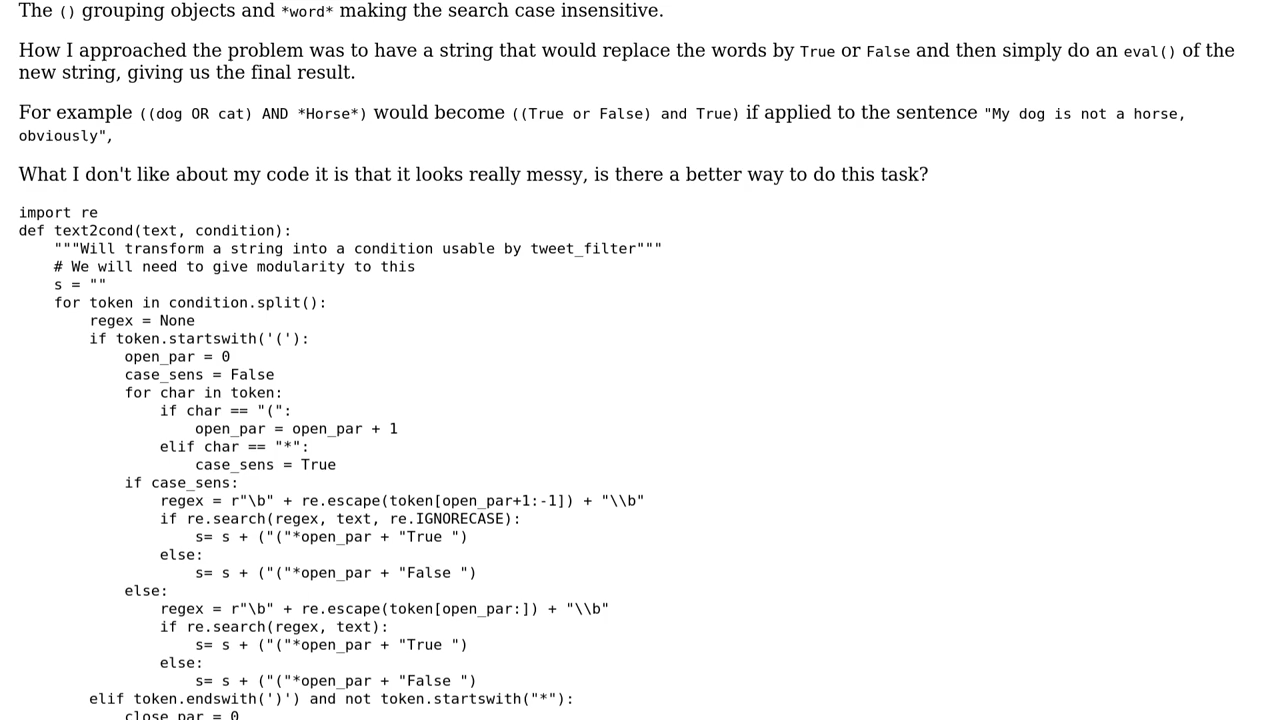 The () grouping objects and *word* making the search case insensitive.
How I approached the problem was to have a string that would replace the words by True or False and then simply do an eval() of the
new string, giving us the final result.
For example ((dog OR cat) AND *Horse*) would become ((True or False) and True) if applied to the sentence "My dog is not a horse,
obviously",
What I don't like about my code it is that it looks really messy, is there a better way to do this task?
import re
def text2cond(text, condition):
    """Will transform a string into a condition usable by tweet_filter"""
    # We will need to give modularity to this
    s = ""
    for token in condition.split():
        regex = None
        if token.startswith('('):
            open_par = 0
            case_sens = False
            for char in token:
                if char == "(":
                    open_par = open_par + 1
                elif char == "*":
                    case_sens = True
            if case_sens:
                regex = r"\b" + re.escape(token[open_par+1:-1]) + "\\b"
                if re.search(regex, text, re.IGNORECASE):
                    s= s + ("("*open_par + "True ")
                else:
                    s= s + ("("*open_par + "False ")
            else:
                regex = r"\b" + re.escape(token[open_par:]) + "\\b"
                if re.search(regex, text):
                    s= s + ("("*open_par + "True ")
                else:
                    s= s + ("("*open_par + "False ")
        elif token.endswith(')') and not token.startswith("*"):
            close_par = 0